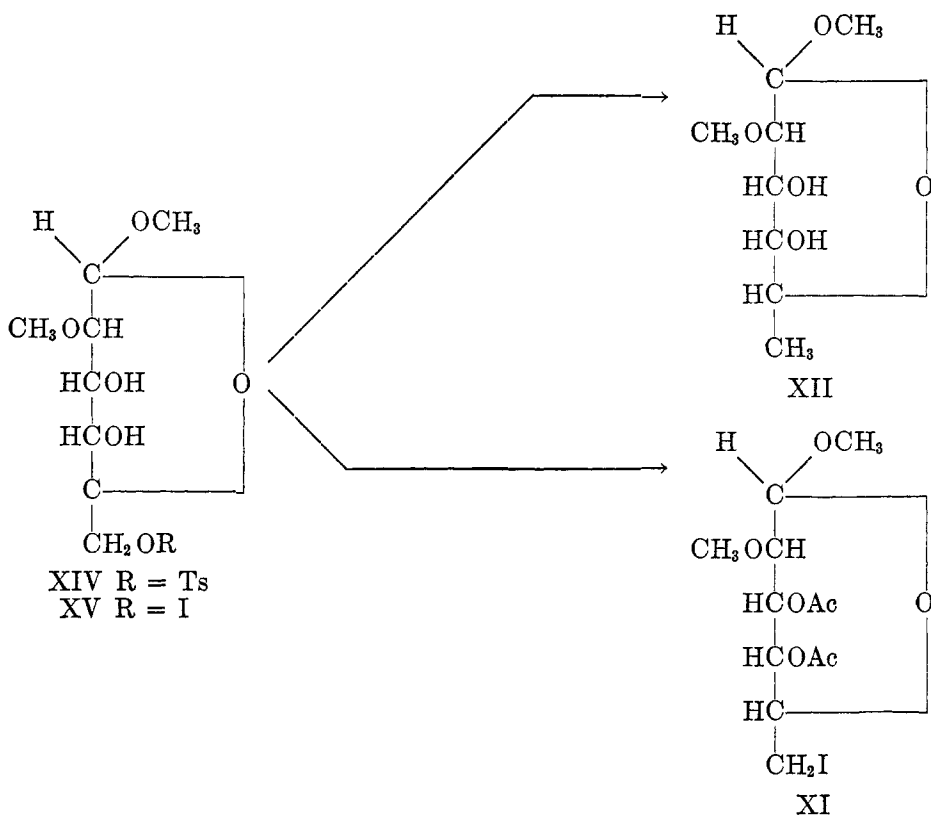 H OCH₃
C
CH₃OCH
HCOH
O
HCOH
C
CH₂OR
XIV R = Ts
XV R = I
H OCH₃
C
CH₃OCH
HCOH
O
HCOH
HC
CH₃
XII
H OCH₃
C
CH₃OCH
HCOAc
O
HCOAc
HC
CH₂I
XI